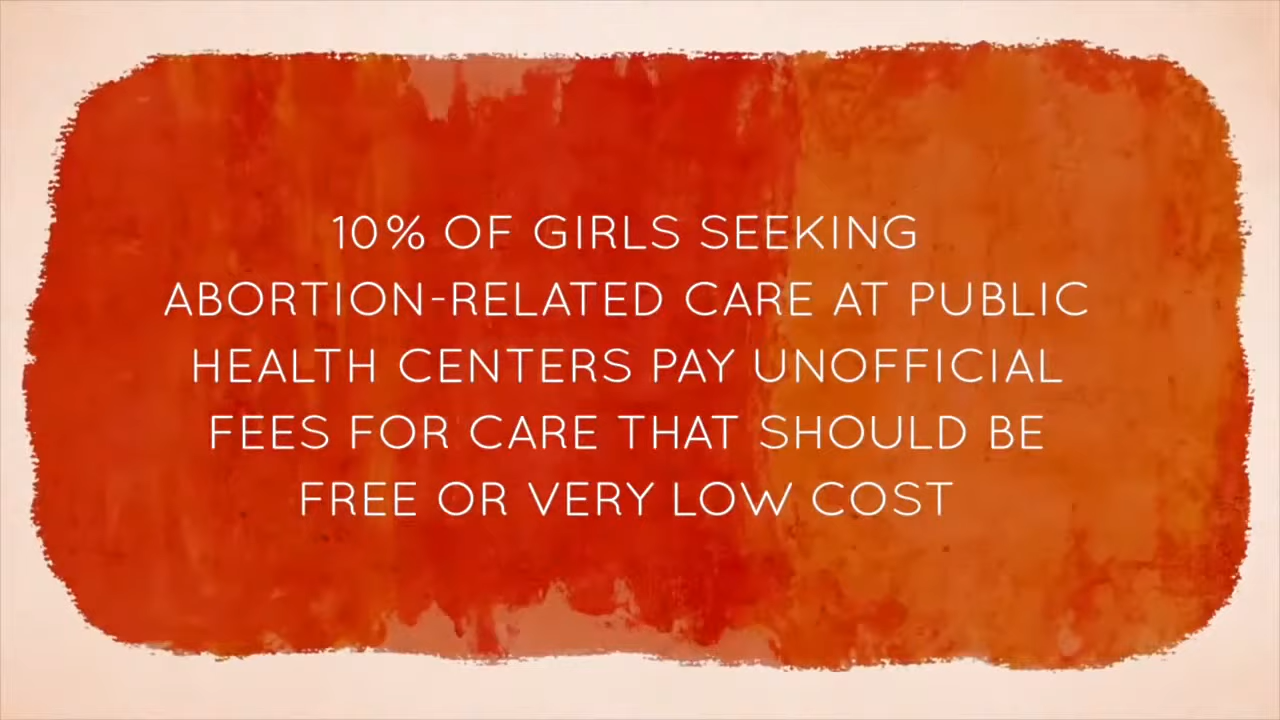 10% OF GIRLS SEEKING
ABORTION-RELATED CARE AT PUBLIC
HEALTH CENTERS PAY UNOFFICIAL
FEES FOR CARE THAT SHOULD BE
FREE OR VERY LOW COST